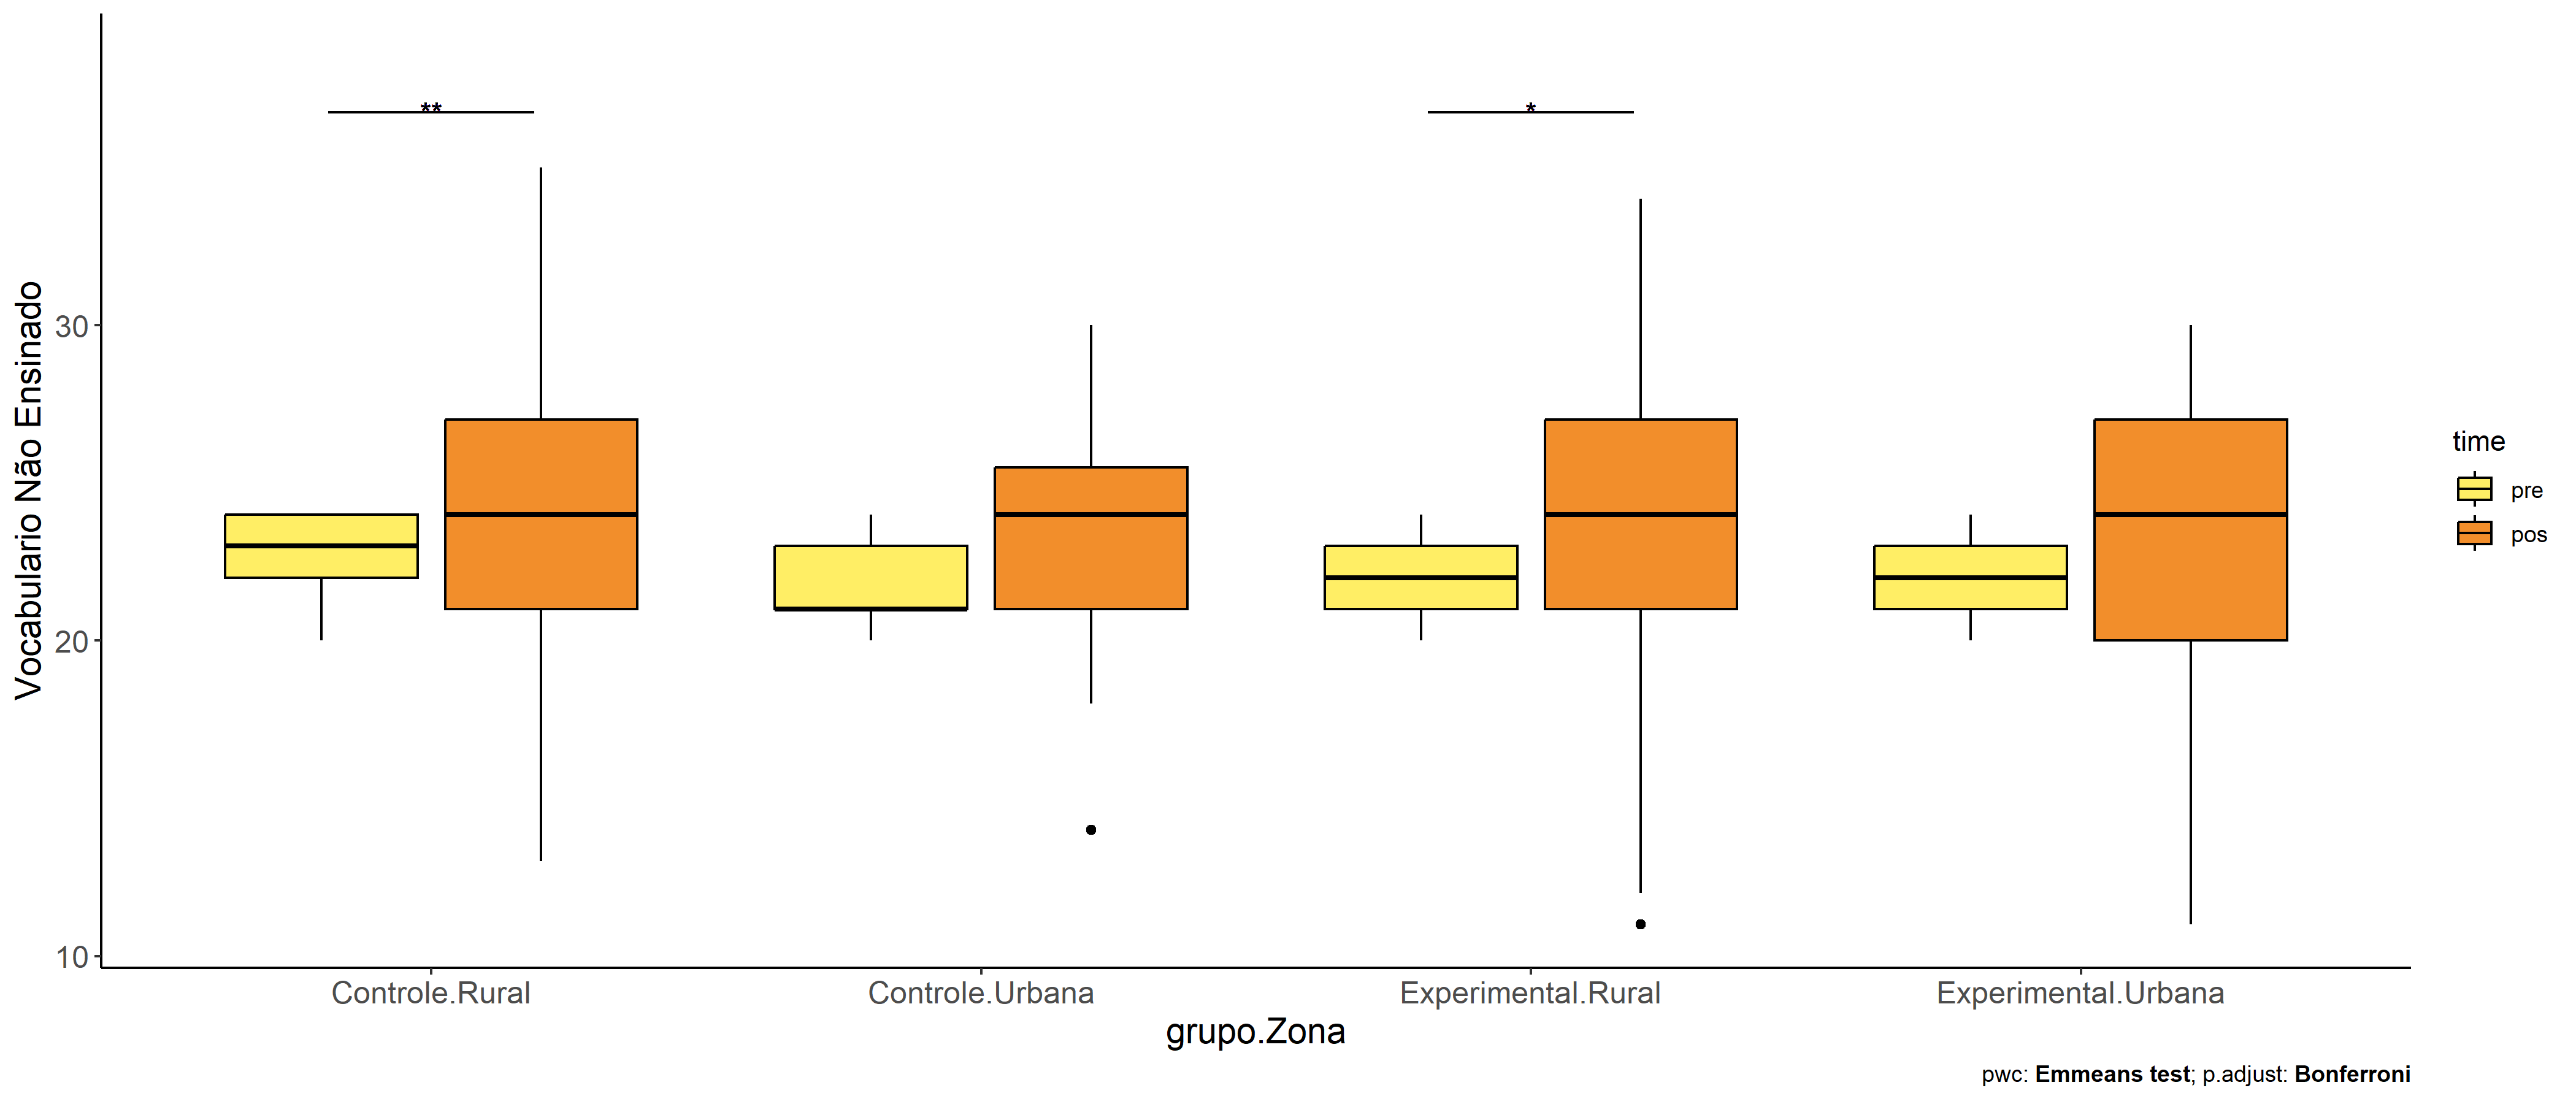 **
*
Vocabulario Não Ensinado
30
20
10
Controle.Rural
Controle.Urbana
Experimental.Rural
Experimental.Urbana
grupo.Zona
time
pre
pos
pwc: Emmeans test; p.adjust: Bonferroni